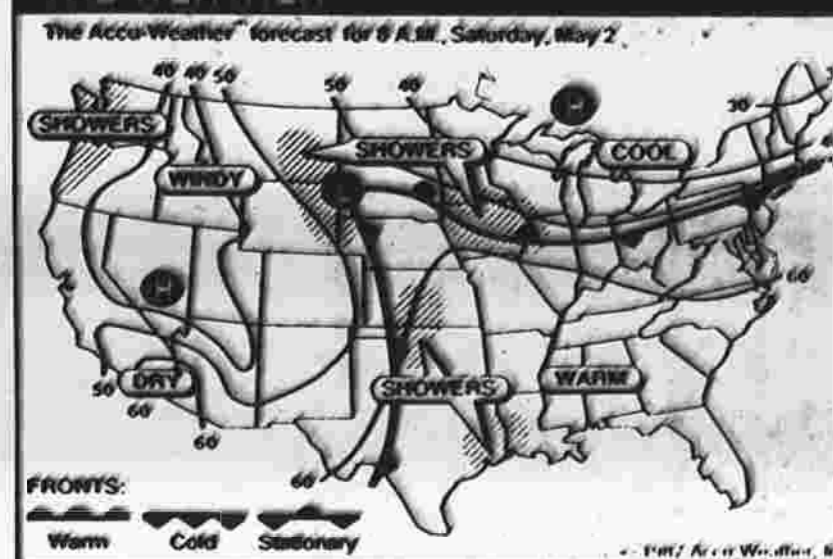 The Accu-Weather™ forecast for 8 A.M., Saturday, May 2
40 40 50 50 40
30
SHOWERS
SHOWERS
COOL
H
WINDY
H
60
DRY
50
60
60
SHOWERS
WARM
60
FRONTS:
Warm Cold Stationary